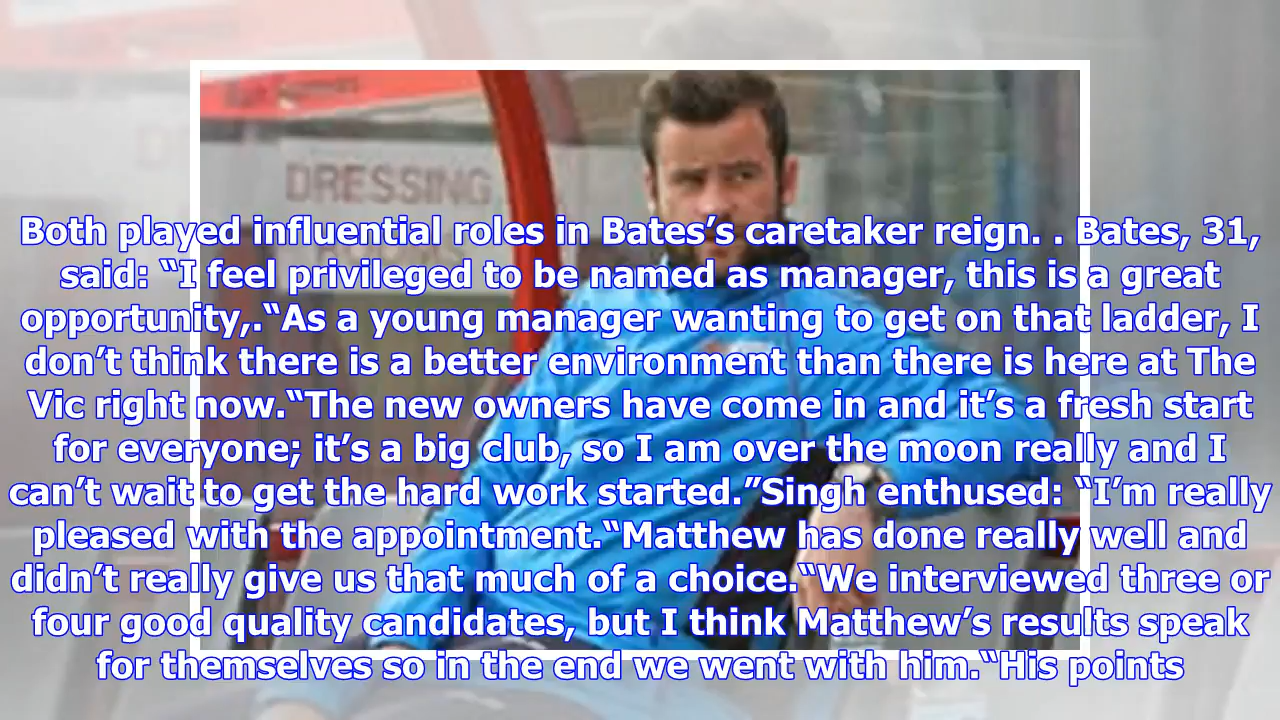 DRESSING
Both played influential roles in Bates’s caretaker reign. . Bates, 31,
said: “I feel privileged to be named as manager, this is a great
opportunity,.“As a young manager wanting to get on that ladder, I
don’t think there is a better environment than there is here at The
Vic right now.“The new owners have come in and it’s a fresh start
for everyone; it’s a big club, so I am over the moon really and I
can’t wait to get the hard work started.”Singh enthused: “I’m really
pleased with the appointment.“Matthew has done really well and
didn’t really give us that much of a choice.“We interviewed three or
four good quality candidates, but I think Matthew’s results speak
for themselves so in the end we went with him.“His points